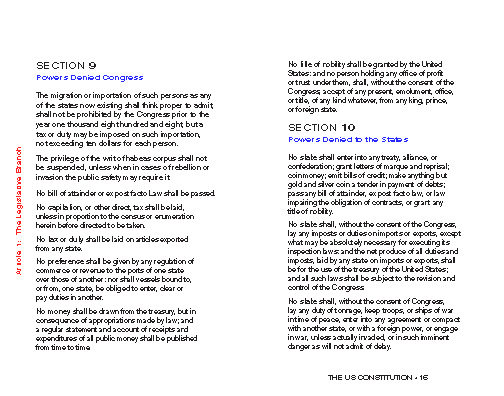 SECTION 9
Powers Denied Congress
The migration or importation of such persons as any
of the states now existing shall think proper to admit,
shall not be prohibited by the Congress prior to the
year one thousand eight hundred and eight; but a
tax or duty may be imposed on such importation,
not exceeding ten dollars for each person.
The privilege of the writ of habeas corpus shall not
be suspended, unless when in cases of rebellion or
invasion the public safety may require it.
No bill of attainder or ex post facto Law shall be passed.
No capitation, or other direct, tax shall be laid,
unless in proportion to the census or enumeration
herein before directed to be taken.
No tax or duty shall be laid on articles exported
from any state.
No preference shall be given by any regulation of
commerce or revenue to the ports of one state
over those of another: nor shall vessels bound to,
or from, one state, be obliged to enter, clear or
pay duties in another.
No money shall be drawn from the treasury, but in
consequence of appropriations made by law; and
a regular statement and account of receipts and
expenditures of all public money shall be published
from time to time.
No title of nobility shall be granted by the United
States: and no person holding any office of profit
or trust under them, shall, without the consent of the
Congress, accept of any present, emolument, office,
or title, of any kind whatever, from any king, prince,
or foreign state.
SECTION 10
Powers Denied to the States
No state shall enter into any treaty, alliance, or
confederation; grant letters of marque and reprisal;
coin money; emit bills of credit; make anything but
gold and silver coin a tender in payment of debts;
pass any bill of attainder, ex post facto law, or law
impairing the obligation of contracts, or grant any
title of nobility.
No state shall, without the consent of the Congress,
lay any imposts or duties on imports or exports, except
what may be absolutely necessary for executing its
inspection laws: and the net produce of all duties and
imposts, laid by any state on imports or exports, shall
be for the use of the treasury of the United States;
and all such laws shall be subject to the revision and
control of the Congress.
No state shall, without the consent of Congress,
lay any duty of tonnage, keep troops, or ships of war
in time of peace, enter into any agreement or compact
with another state, or with a foreign power, or engage
in war, unless actually invaded, or in such imminent
danger as will not admit of delay.
Article 1: The Legislative Branch
THE US CONSTITUTION • 15